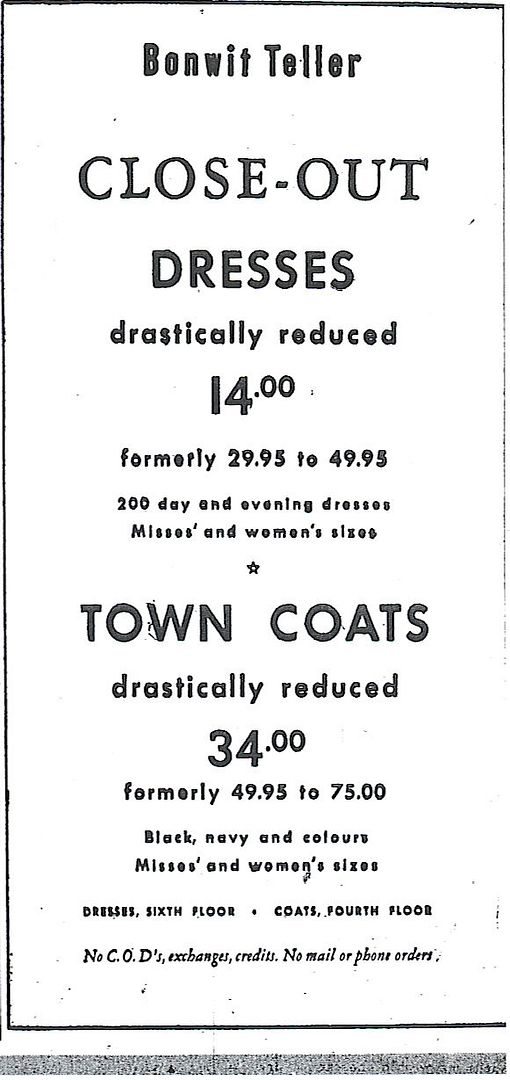 Bonwit Teller
CLOSE-OUT
DRESSES
drastically reduced
14.00
formerly 29.95 to 49.95
200 day and evening dresses
Misses' and women's sizes
☆
TOWN COATS
drastically reduced
34.00
formerly 49.95 to 75.00
Black, navy and colours
Misses' and women's sizes
DRESSES, SIXTH FLOOR • COATS, FOURTH FLOOR
No C. O. D's, exchanges, credits. No mail or phone orders.